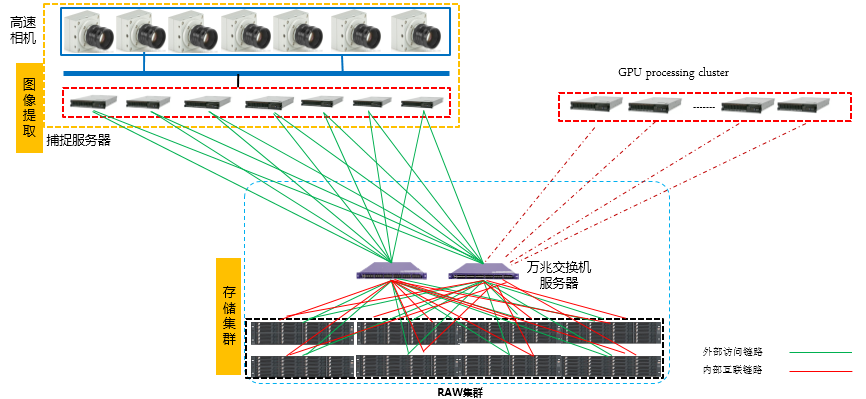 高速
相机
图像提取
捕捉服务器
GPU processing cluster
万兆交换机
服务器
存储集群
外部访问链路
内部互联链路
RAW集群